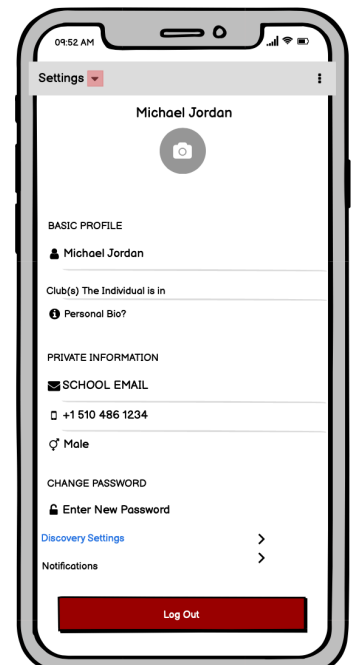 09:52 AM
Settings
Michael Jordan
BASIC PROFILE
Michael Jordan
Club(s) The Individual is in
Personal Bio?
PRIVATE INFORMATION
SCHOOL EMAIL
+1 510 486 1234
Male
CHANGE PASSWORD
Enter New Password
Discovery Settings
Notifications
Log Out